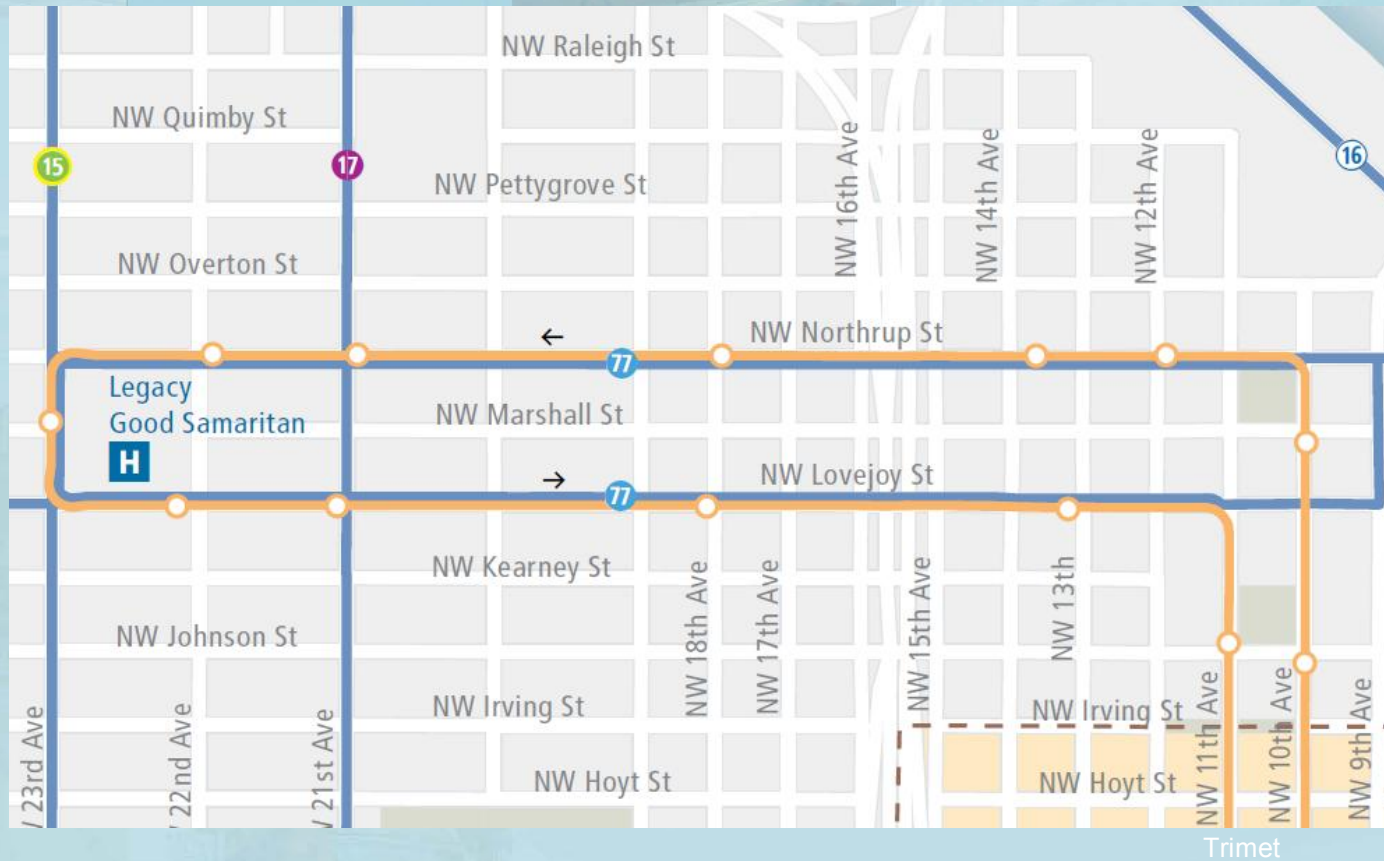 NW Raleigh St
NW Quimby St
15
17
16
NW Pettygrove St
NW 16th Ave
NW 14th Ave
NW 12th Ave
NW Overton St
←
NW Northrup St
77
Legacy
Good Samaritan
H
NW Marshall St
→
NW Lovejoy St
77
NW Kearney St
NW 18th Ave
NW 17th Ave
NW 15th Ave
NW 13th
NW Johnson St
23rd Ave
22nd Ave
21st Ave
NW Irving St
NW Irving St
NW 11th Ave
NW 10th Ave
NW 9th Ave
NW Hoyt St
NW Hoyt St
Trimet